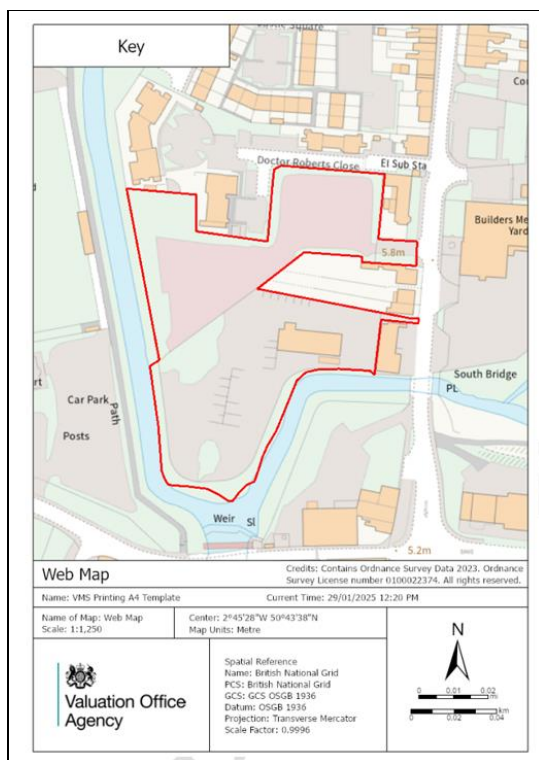 Key
Square
Doctor Roberts Close
El Sub Sta
Builders Me
Yard
5.8m
South Bridge
PL
Car Park
Path
Posts
Weir
Sl
5.2m
Web Map
Credits: Contains Ordnance Survey Data 2023. Ordnance
Survey License number 0100022374. All rights reserved.
Name: VMS Printing A4 Template
Current Time: 29/01/2025 12:20 PM
Name of Map: Web Map
Scale: 1:1,250
Center: 2°45'28"W 50°43'38"N
Map Units: Metre
Valuation Office
Agency
Spatial Reference
Name: British National Grid
PCS: British National Grid
GCS: GCS OSGB 1936
Datum: OSGB 1936
Projection: Transverse Mercator
Scale Factor: 0.9996
N
0 0.01 0.02
m
0 0.02 0.04
km